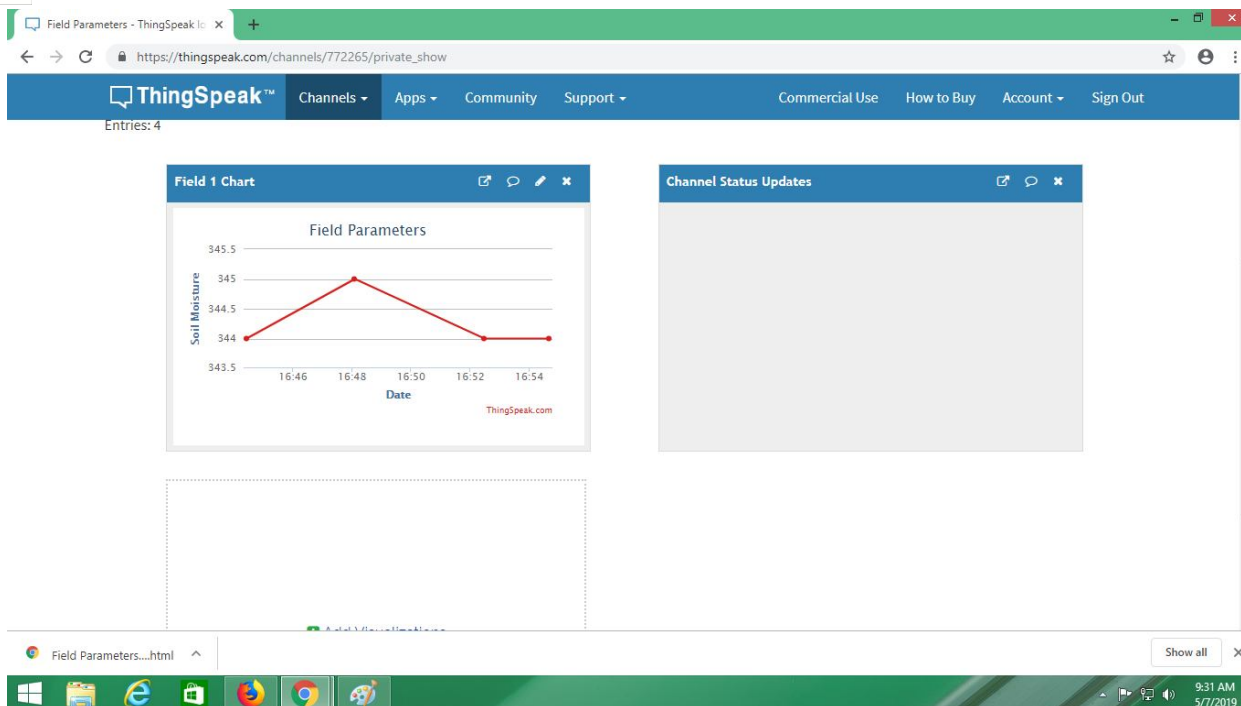 Field Parameters - ThingSpeak Io
https://thingspeak.com/channels/772265/private_show
ThingSpeak™ Channels Apps Community Support Commercial Use How to Buy Account Sign Out
Entries: 4
Field 1 Chart
Field Parameters
345.5
345
344.5
344
343.5
Soil Moisture
16:46 16:48 16:50 16:52 16:54
Date
ThingSpeak.com
Channel Status Updates
Add Visualizations
Field Parameters....html
Show all
9:31 AM
5/7/2019